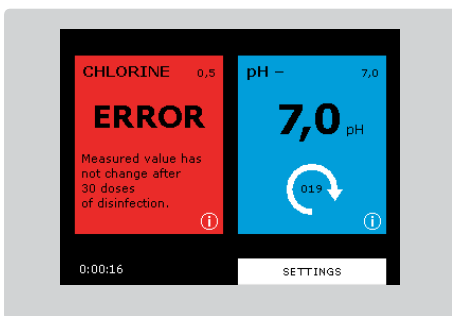 CHLORINE 0,5
ERROR
Measured value has
not change after
30 doses
of disinfection.
i
pH – 7,0
7,0 pH
019
i
0:00:16
SETTINGS